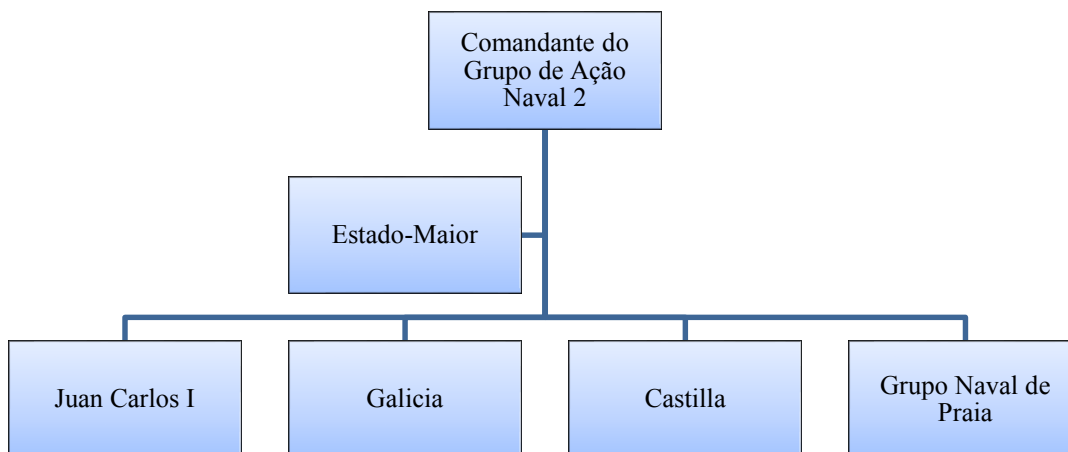 Comandante do
Grupo de Ação
Naval 2
Estado-Maior
Juan Carlos I
Galicia
Castilla
Grupo Naval de
Praia